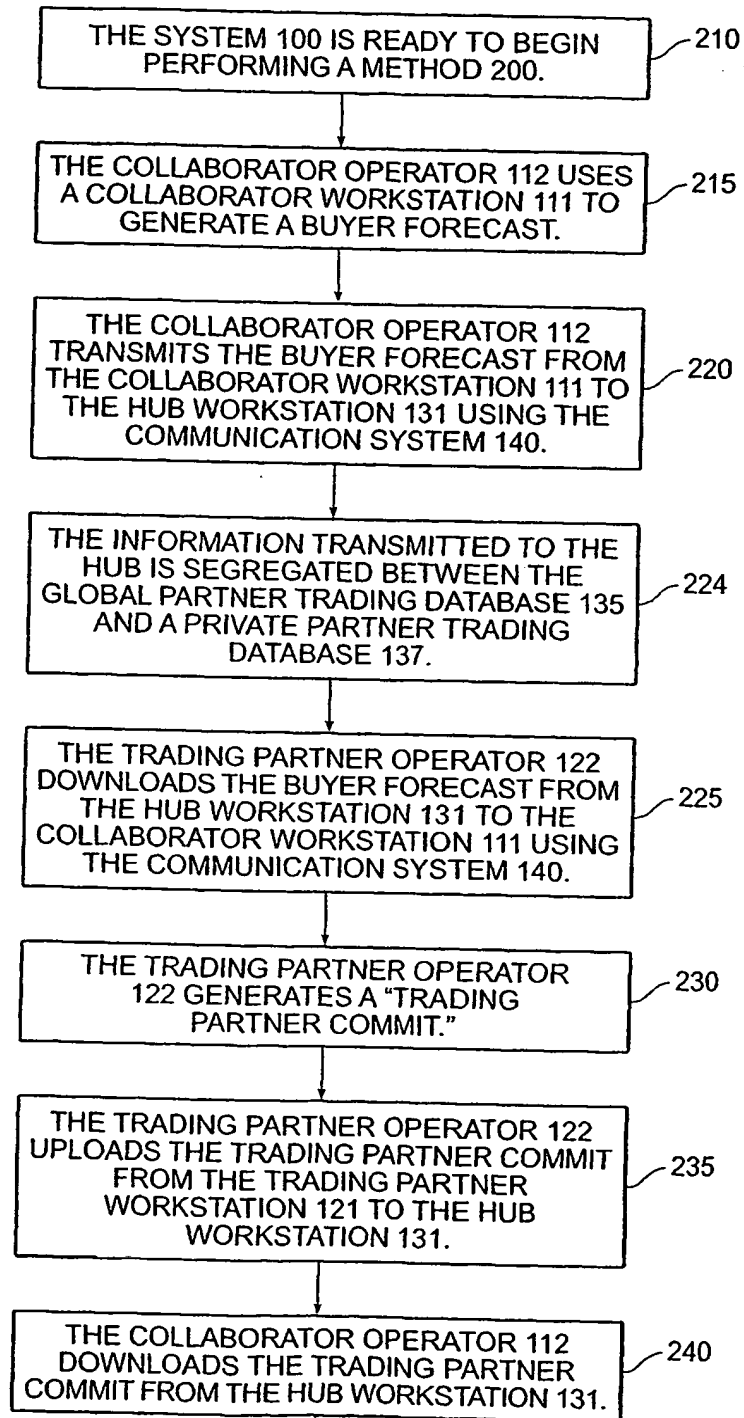 THE SYSTEM 100 IS READY TO BEGIN
PERFORMING A METHOD 200.
210
THE COLLABORATOR OPERATOR 112 USES
A COLLABORATOR WORKSTATION 111 TO
GENERATE A BUYER FORECAST.
215
THE COLLABORATOR OPERATOR 112
TRANSMITS THE BUYER FORECAST FROM
THE COLLABORATOR WORKSTATION 111 TO
THE HUB WORKSTATION 131 USING THE
COMMUNICATION SYSTEM 140.
220
THE INFORMATION TRANSMITTED TO THE
HUB IS SEGREGATED BETWEEN THE
GLOBAL PARTNER TRADING DATABASE 135
AND A PRIVATE PARTNER TRADING
DATABASE 137.
224
THE TRADING PARTNER OPERATOR 122
DOWNLOADS THE BUYER FORECAST FROM
THE HUB WORKSTATION 131 TO THE
COLLABORATOR WORKSTATION 111 USING
THE COMMUNICATION SYSTEM 140.
225
THE TRADING PARTNER OPERATOR
122 GENERATES A “TRADING
PARTNER COMMIT.”
230
THE TRADING PARTNER OPERATOR 122
UPLOADS THE TRADING PARTNER COMMIT
FROM THE TRADING PARTNER
WORKSTATION 121 TO THE HUB
WORKSTATION 131.
235
THE COLLABORATOR OPERATOR 112
DOWNLOADS THE TRADING PARTNER
COMMIT FROM THE HUB WORKSTATION 131.
240